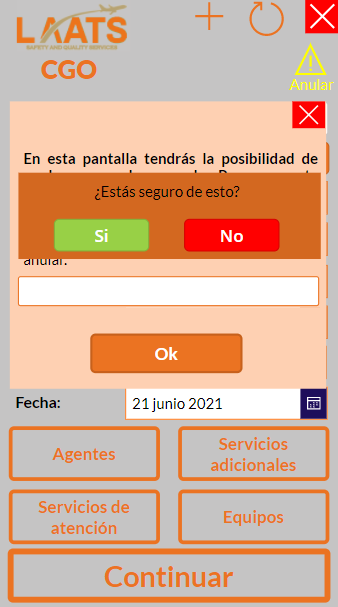 LAATS
SAFETY AND QUALITY SERVICES
CGO
Anular
En esta pantalla tendrás la posibilidad de
¿Estás seguro de esto?
Si
No
anular.
Ok
Fecha:
21 junio 2021
Agentes
Servicios
adicionales
Servicios de
atención
Equipos
Continuar